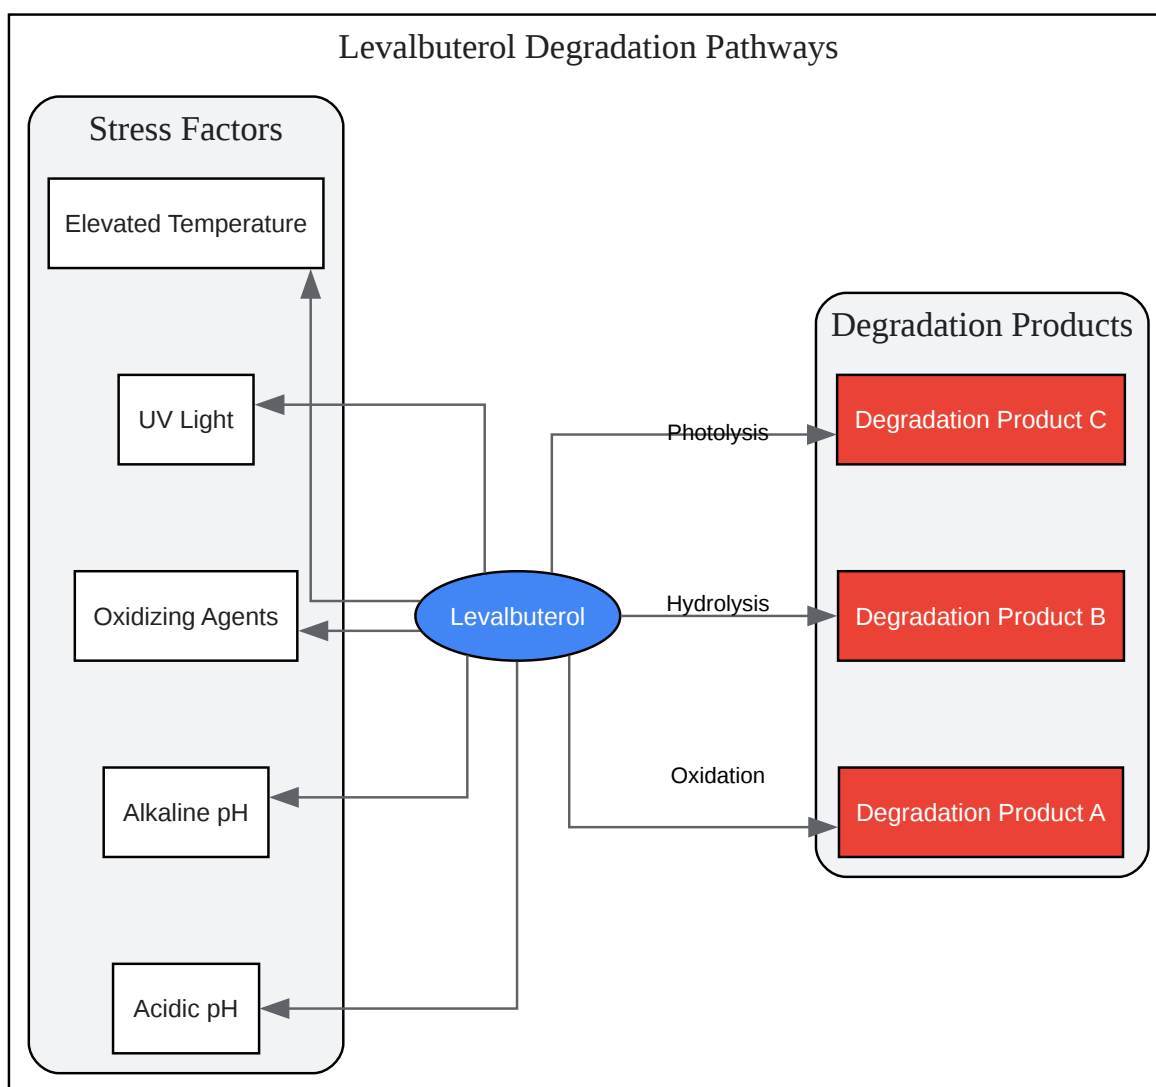 Levalbuterol Degradation Pathways
Stress Factors
Elevated Temperature
UV Light
Oxidizing Agents
Alkaline pH
Acidic pH
Levalbuterol
Photolysis
Hydrolysis
Oxidation
Degradation Products
Degradation Product C
Degradation Product B
Degradation Product A